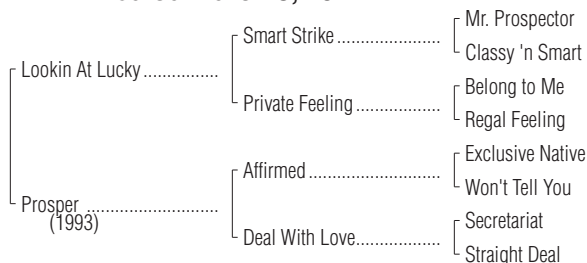 Mr. Prospector
Smart Strike ....................
Classy 'n Smart
Lookin At Lucky ...............
Belong to Me
Private Feeling ...................
Regal Feeling
Exclusive Native
Affirmed ..........................
Won't Tell You
Prosper ..........................
(1993)
Secretariat
Deal With Love..................
Straight Deal